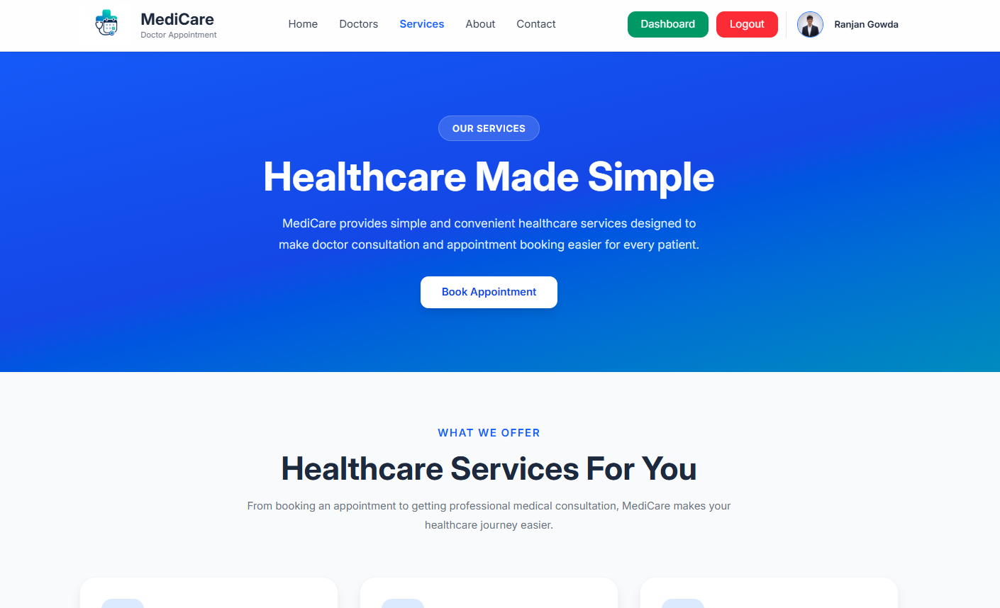 MediCare
Doctor Appointment
Home
Doctors
Services
About
Contact
Dashboard
Logout
Ranjan Gowda
OUR SERVICES
Healthcare Made Simple
MediCare provides simple and convenient healthcare services designed to
make doctor consultation and appointment booking easier for every patient.
Book Appointment
WHAT WE OFFER
Healthcare Services For You
From booking an appointment to getting professional medical consultation, MediCare makes your
healthcare journey easier.